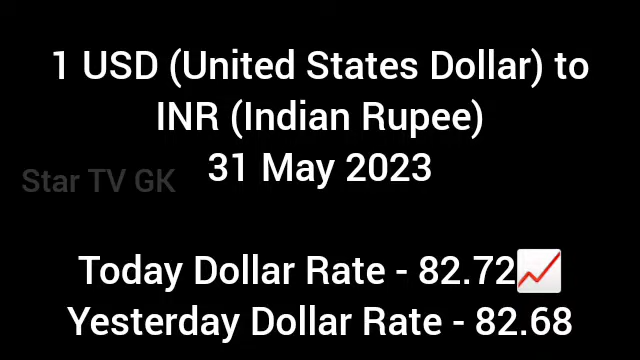 1 USD (United States Dollar) to
INR (Indian Rupee)
31 May 2023
Star TV GK
Today Dollar Rate - 82.72📈
Yesterday Dollar Rate - 82.68